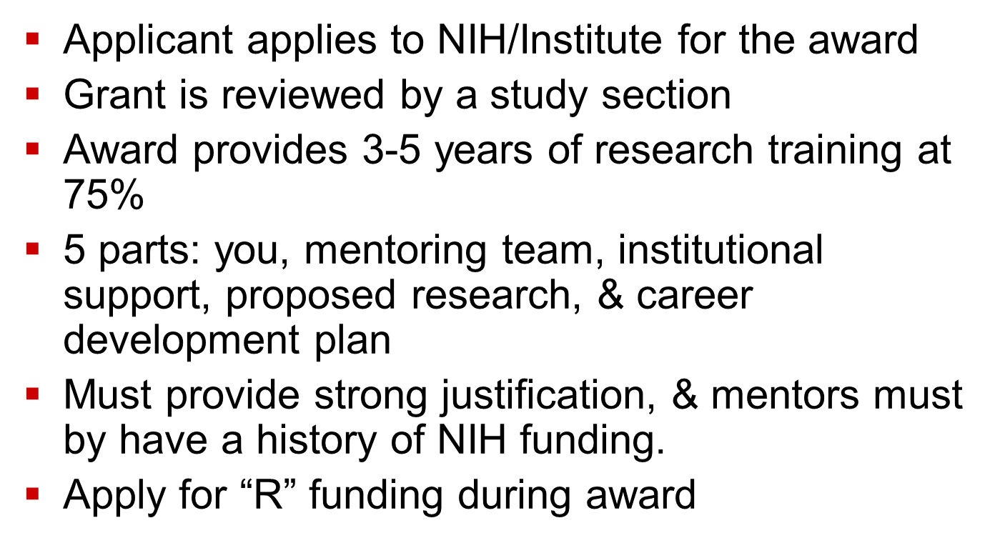 ▪ Applicant applies to NIH/Institute for the award
▪ Grant is reviewed by a study section
▪ Award provides 3-5 years of research training at
75%
▪ 5 parts: you, mentoring team, institutional
support, proposed research, & career
development plan
▪ Must provide strong justification, & mentors must
by have a history of NIH funding.
▪ Apply for “R” funding during award